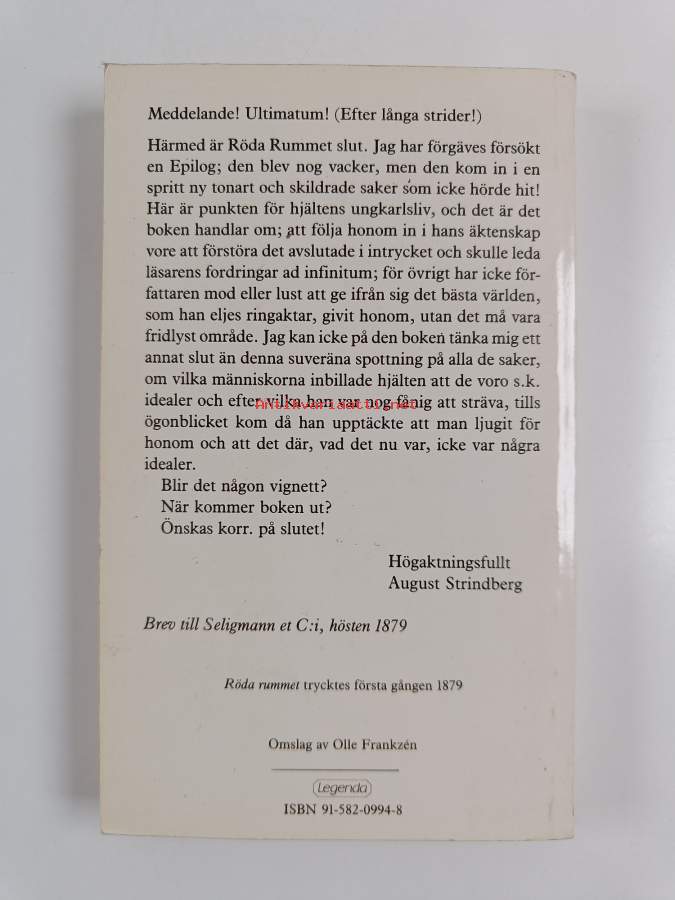 Meddelande! Ultimatum! (Efter långa strider!)
Härmed är Röda Rummet slut. Jag har förgäves försökt
en Epilog; den blev nog vacker, men den kom in i en
spritt ny tonart och skildrade saker som icke hörde hit!
Här är punkten för hjältens ungkarlsliv, och det är det
boken handlar om; att följa honom in i hans äktenskap
vore att förstöra det avslutade i intrycket och skulle leda
läsarens fordringar ad infinitum; för övrigt har icke för-
fattaren mod eller lust att ge ifrån sig det bästa världen,
som han eljes ringaktar, givit honom, utan det må vara
fridlyst område. Jag kan icke på den boken tänka mig ett
annat slut än denna suveräna spottning på alla de saker,
om vilka människorna inbillade hjälten att de voro s.k.
idealer och efter vilka han var nog fånig att sträva, tills
Antikvariaatti.net
ögonblicket kom då han upptäckte att man ljugit för
honom och att det där, vad det nu var, icke var några
idealer.
Blir det någon vignett?
När kommer boken ut?
Önskas korr. på slutet!
Högaktningsfullt
August Strindberg
Brev till Seligmann et C:i, hösten 1879
Röda rummet trycktes första gången 1879
Omslag av Olle Frankzén
Legenda
ISBN 91-582-0994-8